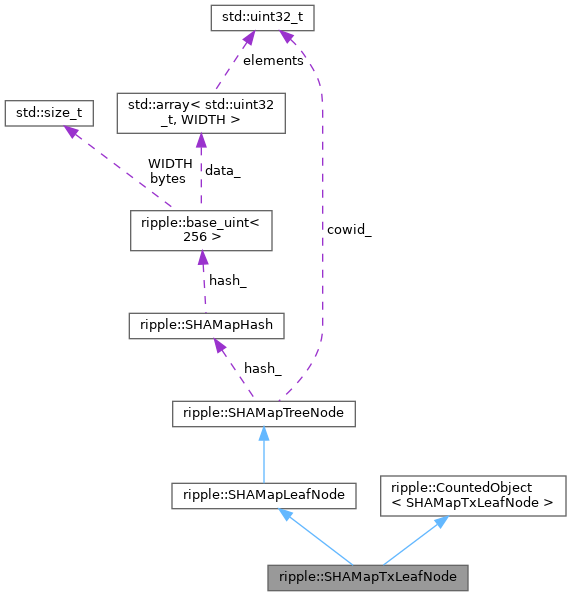 std::uint32_t
elements
std::size_t
std::array< std::uint32
_t, WIDTH >
WIDTH
bytes
data_
ripple::base_uint<
256 >
cowid_
hash_
ripple::SHAMapHash
hash_
ripple::SHAMapTreeNode
ripple::SHAMapLeafNode
ripple::CountedObject
< SHAMapTxLeafNode >
ripple::SHAMapTxLeafNode